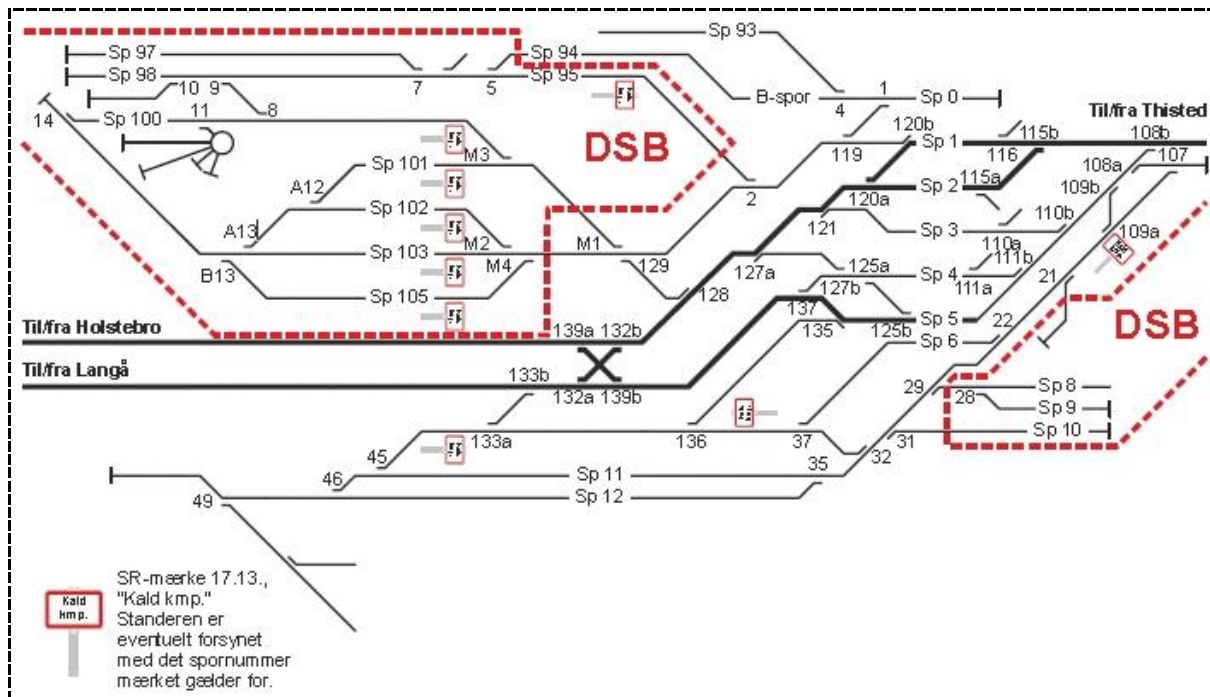 Sp 93
Sp 97
Sp 94
Sp 98
Sp 95
7
5
10 9
B-spor
1
4
Sp 0
Til/fra Thisted
14
Sp 100
11
8
DSB
120b
Sp 1
115b
108b
119
116
108a
107
M3
Sp 101
A12
2
Sp 2
115a
120a
109b
Sp 102
A13
121
Sp 3
110b
109a
Sp 103
M2
M1
110a
B13
M4
129
127a
125a
Sp 4
111b
21
111a
Sp 105
128
127b
Til/fra Holstebro
139a 132b
137
135
Sp 5
125b
22
DSB
Sp 6
Til/fra Langå
133b
132a 139b
29
Sp 8
28
Sp 9
133a
136
37
31
Sp 10
45
32
46
Sp 11
35
49
Sp 12
SR-mærke 17.13.,
"Kald kmp."
Standeren er
eventuelt forsynet
med det spornummer
mærket gælder for.
Kald
kmp.